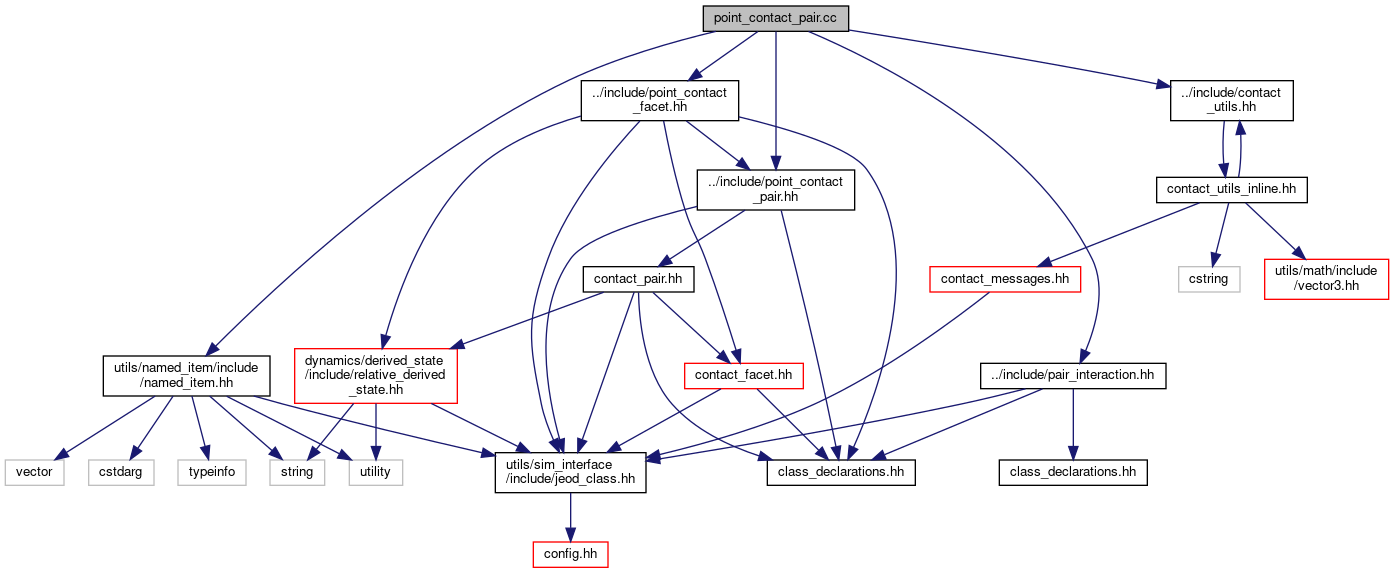 point_contact_pair.cc
../include/point_contact
_facet.hh
../include/contact
_utils.hh
../include/point_contact
_pair.hh
contact_utils_inline.hh
contact_pair.hh
contact_messages.hh
cstring
utils/math/include
/vector3.hh
utils/named_item/include
/named_item.hh
dynamics/derived_state
/include/relative_derived
_state.hh
contact_facet.hh
../include/pair_interaction.hh
vector
cstdarg
typeinfo
string
utility
utils/sim_interface
/include/jeod_class.hh
class_declarations.hh
class_declarations.hh
config.hh